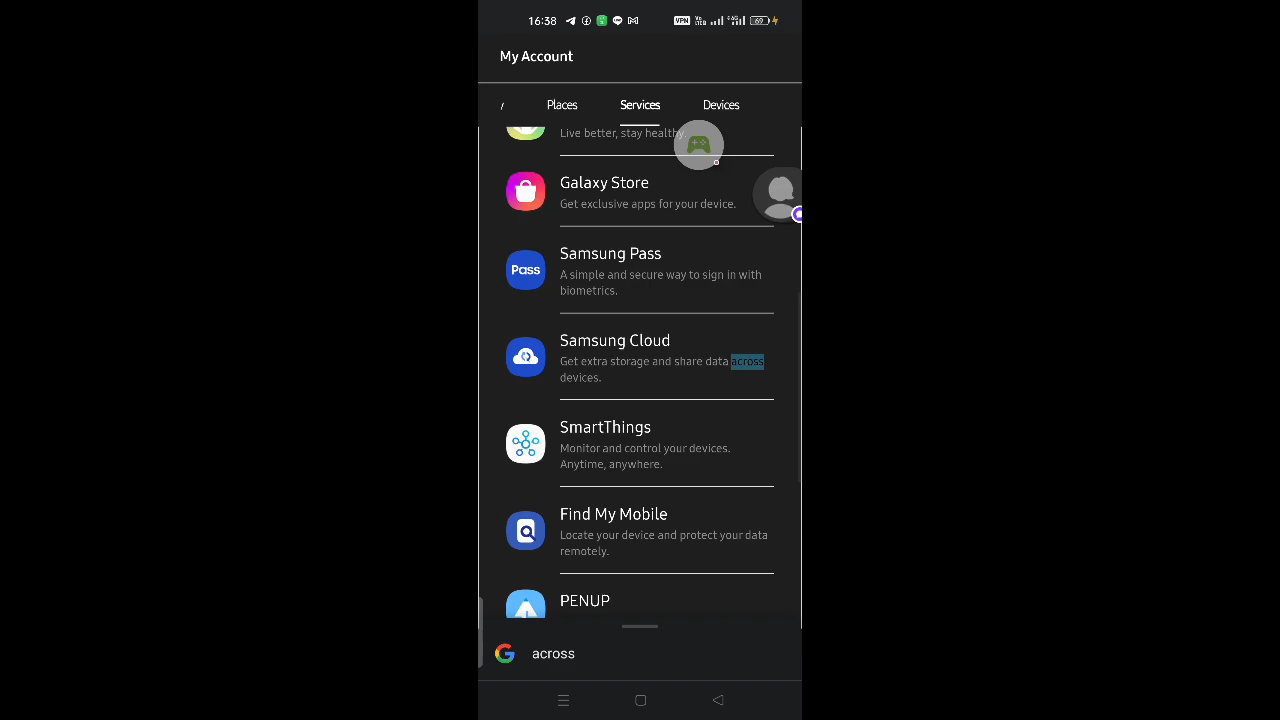 16:38 VPN 69
My Account
Places Services Devices
Live better, stay healthy.
Galaxy Store
Get exclusive apps for your device.
Samsung Pass
Pass
A simple and secure way to sign in with
biometrics.
Samsung Cloud
Get extra storage and share data across
devices.
SmartThings
Monitor and control your devices.
Anytime, anywhere.
Find My Mobile
Locate your device and protect your data
remotely.
PENUP
across